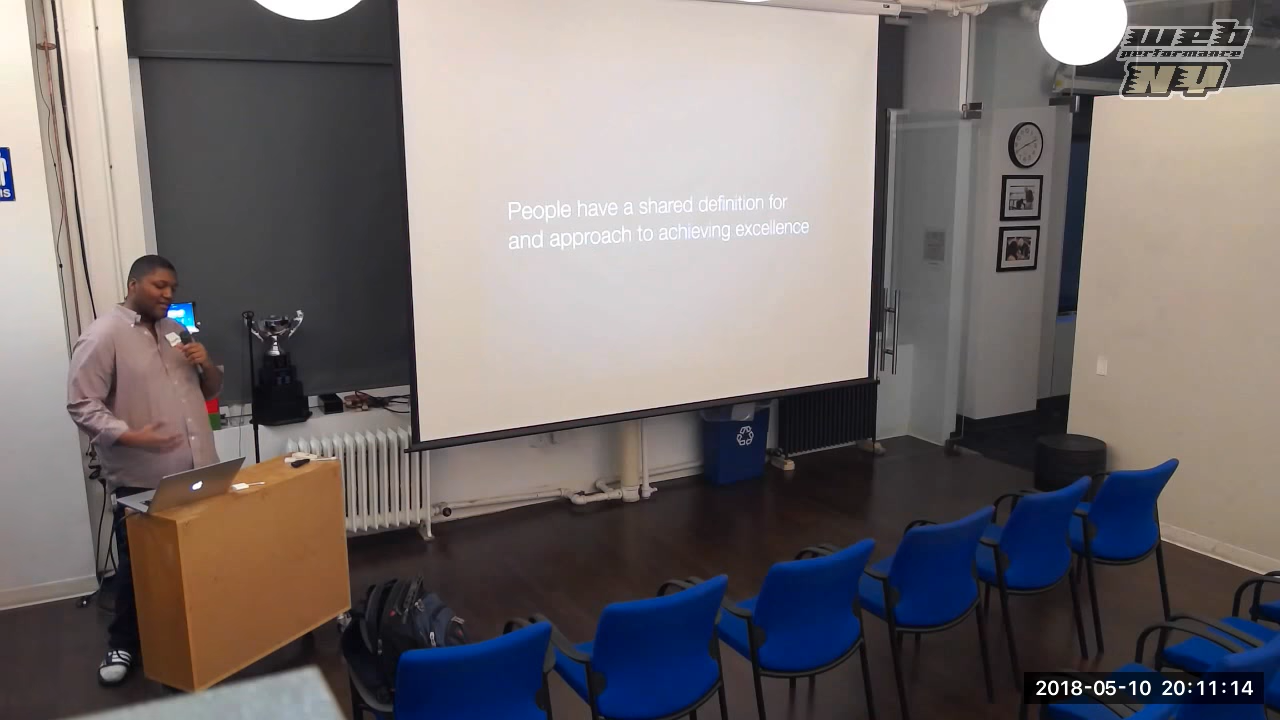 web
performance
NY
People have a shared definition for
and approach to achieving excellence
2018-05-10 20:11:14